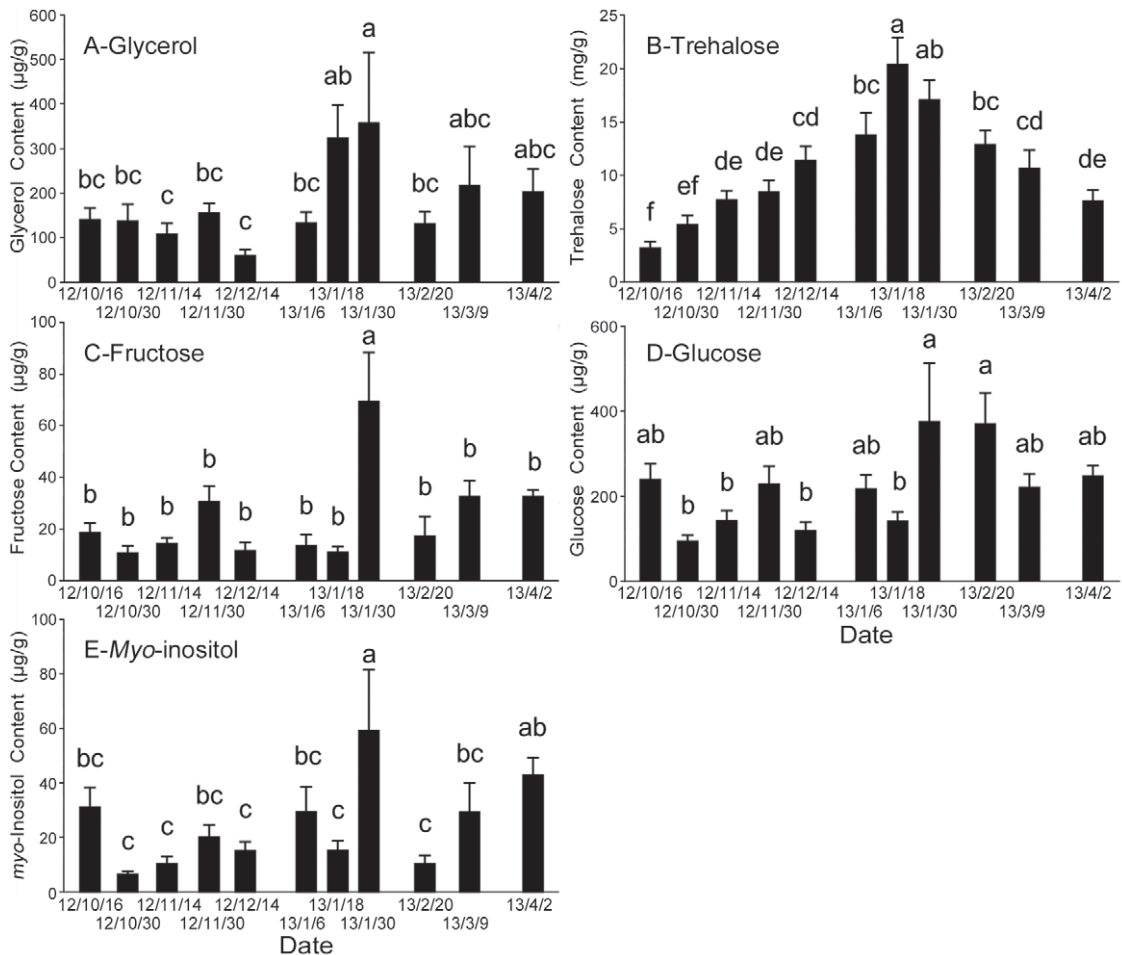 A-Glycerol
Glycerol Content (µg/g)
600
500
400
300
200
100
0
bc
bc
c
bc
c
bc
ab
a
bc
abc
abc
12/10/16 12/11/14 12/12/14 13/1/18 13/2/20 13/4/2
12/10/30 12/11/30 13/1/6 13/1/30 13/3/9
B-Trehalose
Trehalose Content (mg/g)
25
20
15
10
5
0
f
ef
de
de
cd
bc
a
ab
bc
cd
de
12/10/16 12/11/14 12/12/14 13/1/18 13/2/20 13/4/2
12/10/30 12/11/30 13/1/6 13/1/30 13/3/9
C-Fructose
Fructose Content (µg/g)
100
80
60
40
20
0
b
b
b
b
b
b
b
a
b
b
b
12/10/16 12/11/14 12/12/14 13/1/18 13/2/20 13/4/2
12/10/30 12/11/30 13/1/6 13/1/30 13/3/9
D-Glucose
Glucose Content (µg/g)
600
400
200
0
ab
b
b
ab
b
ab
b
a
a
ab
ab
12/10/16 12/11/14 12/12/14 13/1/18 13/2/20 13/4/2
12/10/30 12/11/30 13/1/6 13/1/30 13/3/9
Date
E-Myo-inositol
myo-Inositol Content (µg/g)
100
80
60
40
20
0
bc
c
c
bc
c
bc
c
a
c
bc
ab
12/10/16 12/11/14 12/12/14 13/1/18 13/2/20 13/4/2
12/10/30 12/11/30 13/1/6 13/1/30 13/3/9
Date